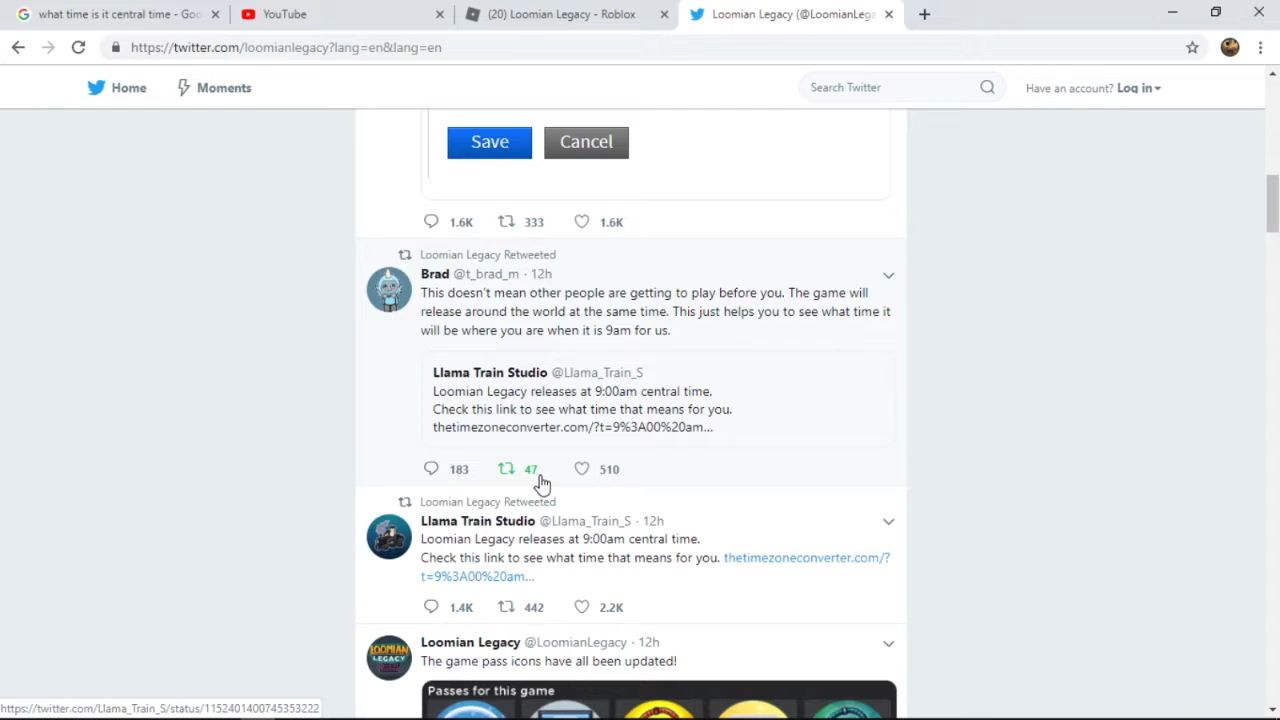 what time is it central time - Goo
YouTube
(20) Loomian Legacy - Roblox
Loomian Legacy (@LoomianLega
https://twitter.com/loomianlegacy?lang=en&lang=en
Home
Moments
Search Twitter
Have an account? Log in
Save
Cancel
1.6K
333
1.6K
Loomian Legacy Retweeted
Brad @t_brad_m · 12h
This doesn't mean other people are getting to play before you. The game will
release around the world at the same time. This just helps you to see what time it
will be where you are when it is 9am for us.
Llama Train Studio @Llama_Train_S
Loomian Legacy releases at 9:00am central time.
Check this link to see what time that means for you.
thetimezoneconverter.com/?t=9%3A00%20am...
183
47
510
Loomian Legacy Retweeted
Llama Train Studio @Llama_Train_S · 12h
Loomian Legacy releases at 9:00am central time.
Check this link to see what time that means for you. thetimezoneconverter.com/?
t=9%3A00%20am...
1.4K
442
2.2K
LOOMIAN
LEGACY
Loomian Legacy @LoomianLegacy · 12h
The game pass icons have all been updated!
Passes for this game
https://twitter.com/Llama_Train_S/status/1152401400745353222